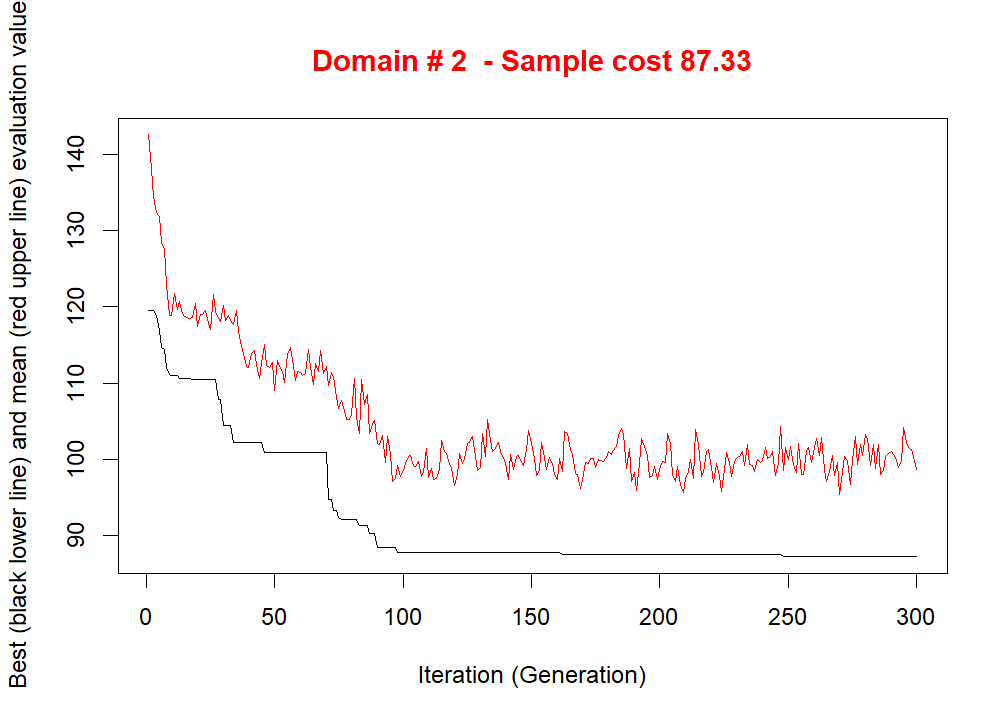 Domain # 2  - Sample cost 87.33
Best (black lower line) and mean (red upper line) evaluation value
140
130
120
110
100
90
0 50 100 150 200 250 300
Iteration (Generation)